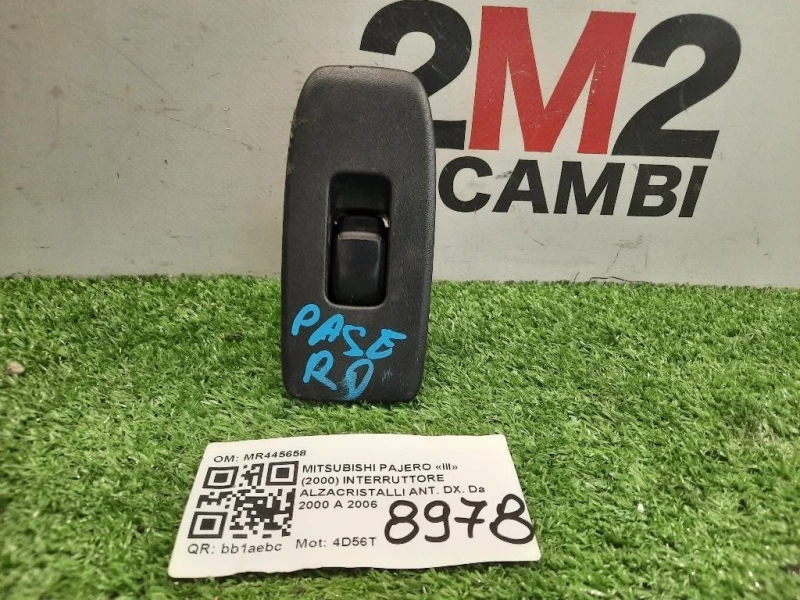 2M2
CAMBI
PASE
RD
OM: MR445658
MITSUBISHI PAJERO «III»
(2000) INTERRUTTORE
ALZACRISTALLI ANT. DX. Da
2000 A 2006
8978
QR: bb1aebc Mot: 4D56T